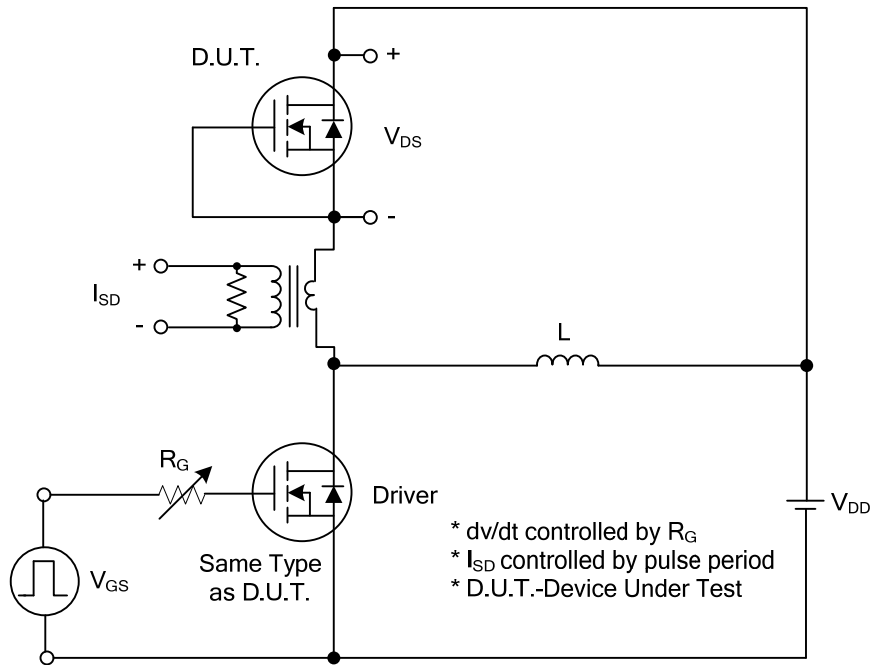 D.U.T.
+
VDS
-
+
ISD
-
L
RG
Driver
VDD
VGS
Same Type
as D.U.T.
* dv/dt controlled by RG
* ISD controlled by pulse period
* D.U.T.-Device Under Test